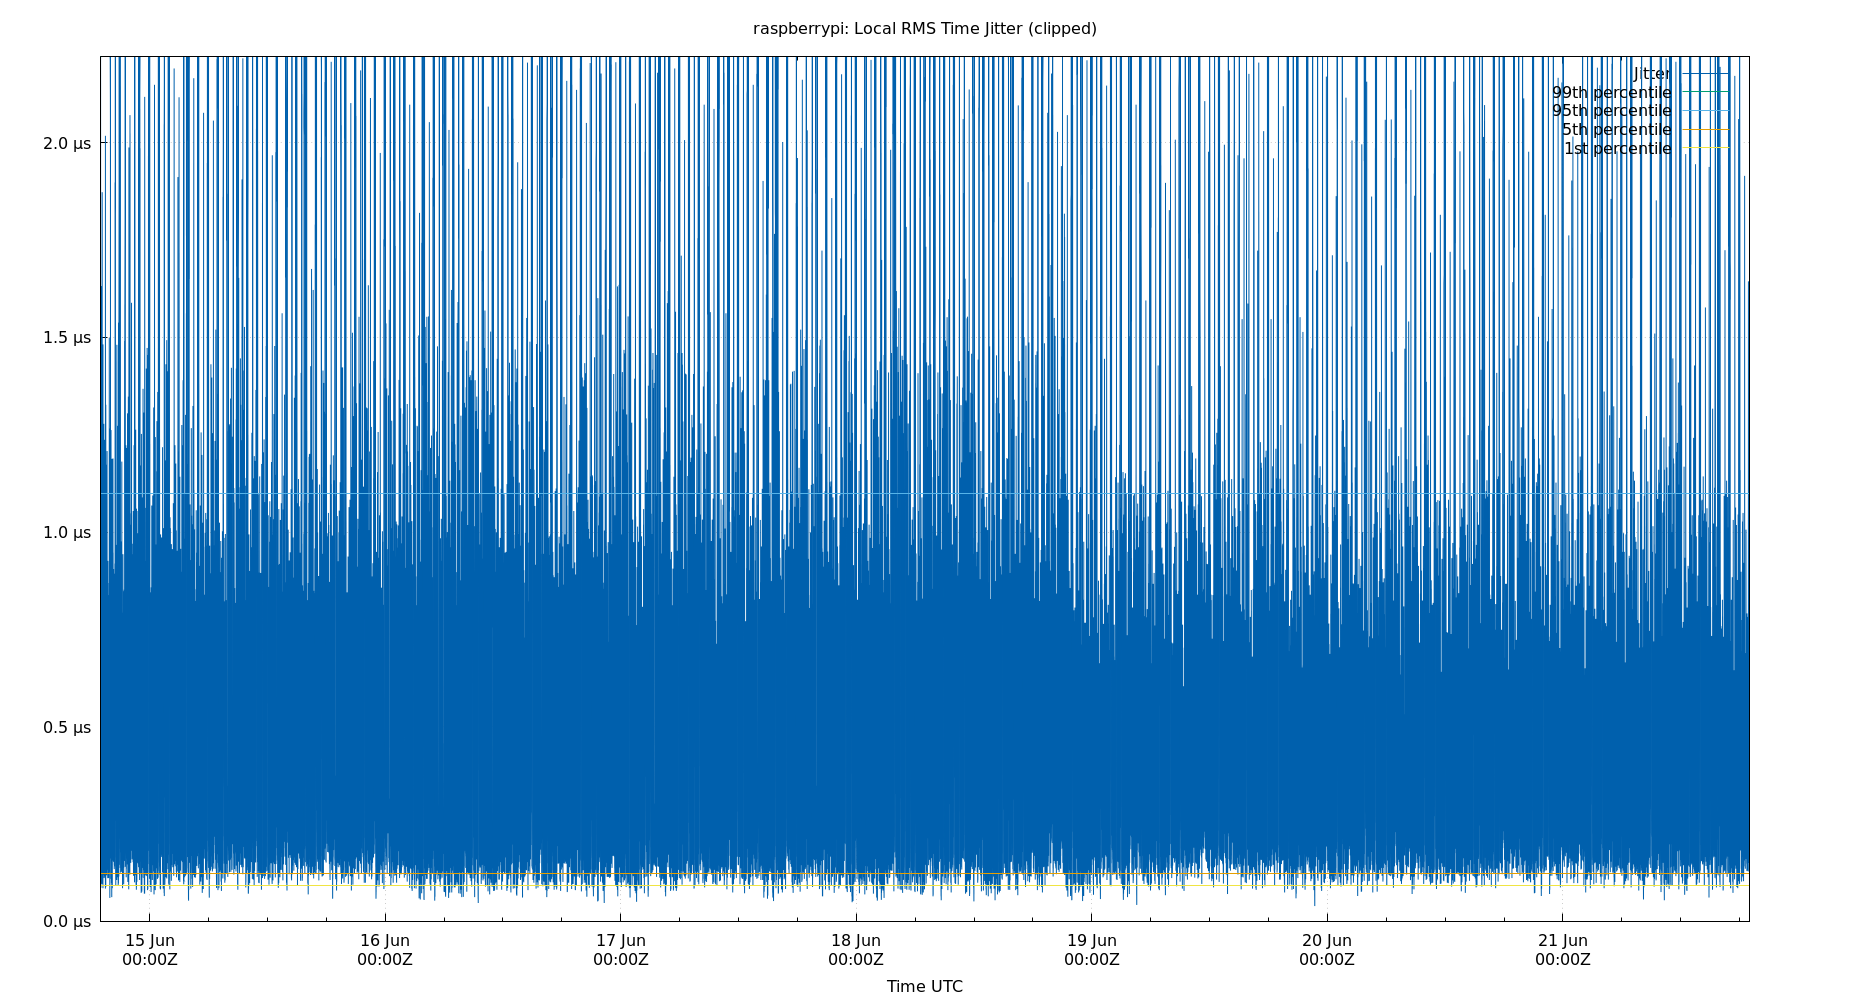 raspberrypi: Local RMS Time Jitter (clipped)
Jitter
99th percentile
95th percentile
5th percentile
1st percentile
2.0 μs
1.5 μs
1.0 μs
0.5 μs
0.0 μs
15 Jun 16 Jun 17 Jun 18 Jun 19 Jun 20 Jun 21 Jun
00:00Z 00:00Z 00:00Z 00:00Z 00:00Z 00:00Z 00:00Z
Time UTC